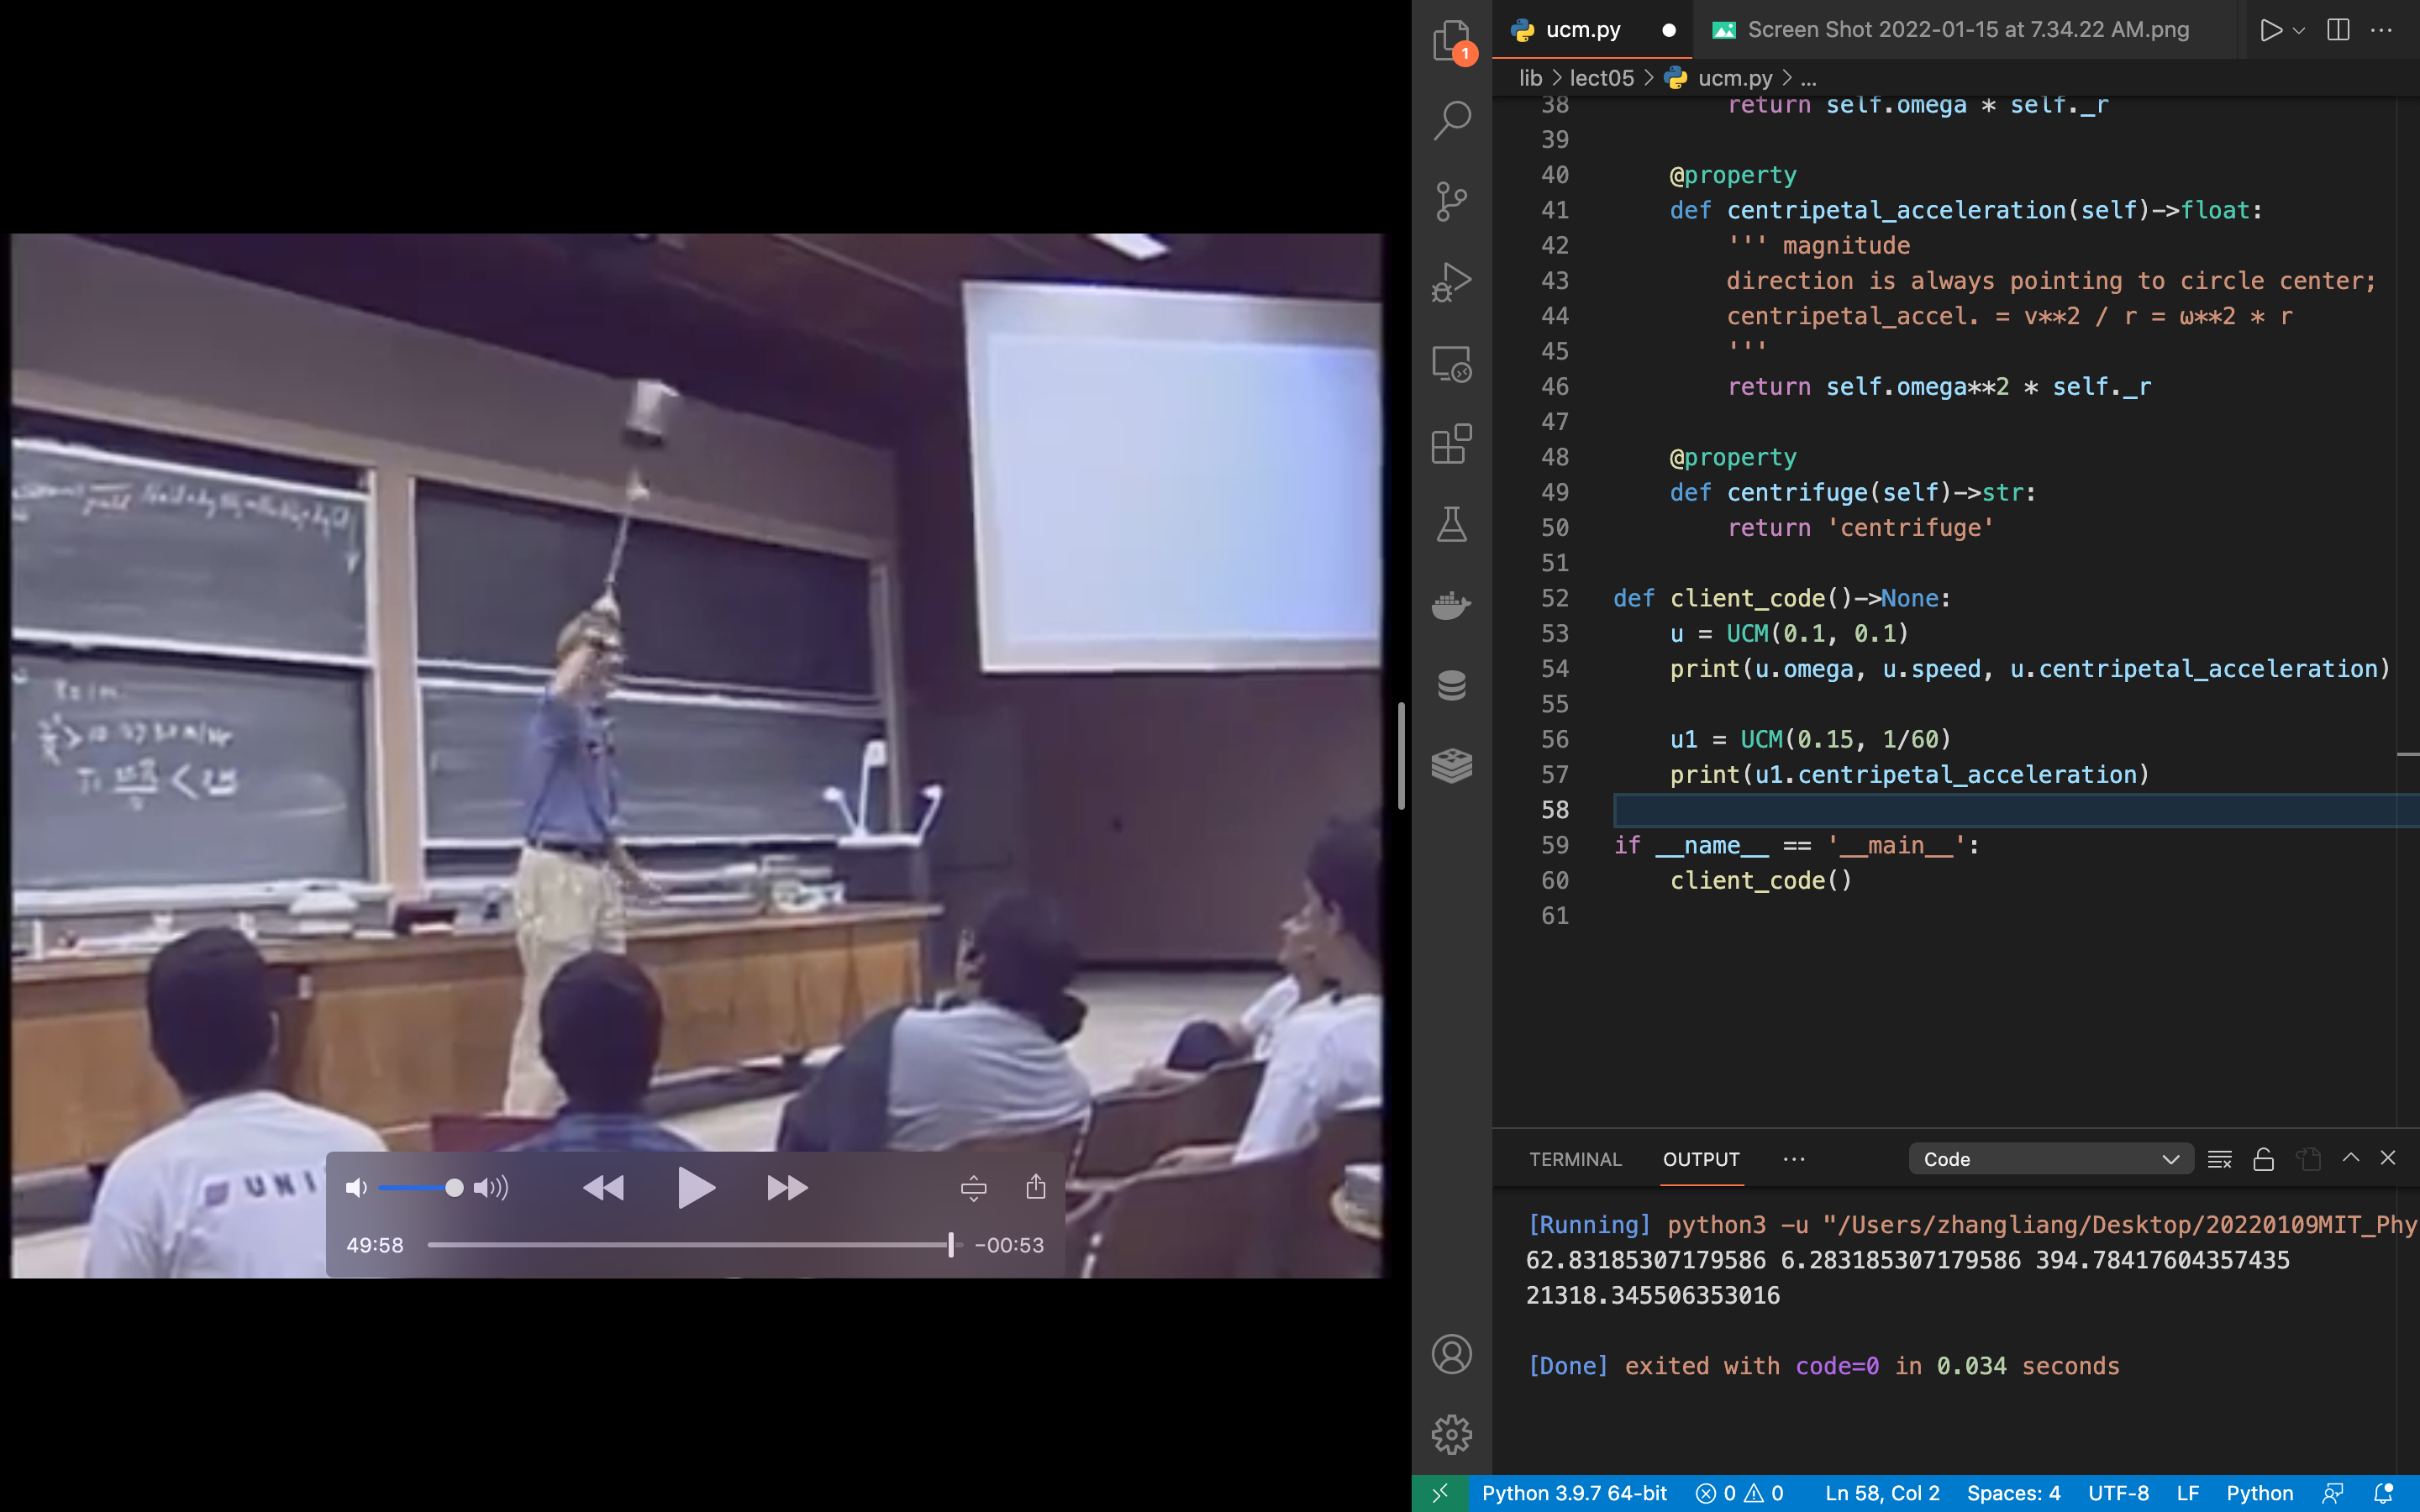 UNI
49:58
-00:53
1
ucm.py
Screen Shot 2022-01-15 at 7.34.22 AM.png
lib > lect05 > ucm.py > ...
38 return self.omega * self._r
39
40 @property
41 def centripetal_acceleration(self)->float:
42 ''' magnitude
43 direction is always pointing to circle center;
44 centripetal_accel. = v**2 / r = ω**2 * r
45 '''
46 return self.omega**2 * self._r
47
48 @property
49 def centrifuge(self)->str:
50 return 'centrifuge'
51
52 def client_code()->None:
53 u = UCM(0.1, 0.1)
54 print(u.omega, u.speed, u.centripetal_acceleration)
55
56 u1 = UCM(0.15, 1/60)
57 print(u1.centripetal_acceleration)
58
59 if __name__ == '__main__':
60 client_code()
61
TERMINAL OUTPUT ... Code
[Running] python3 -u "/Users/zhangliang/Desktop/20220109MIT_Phy
62.83185307179586 6.283185307179586 394.78417604357435
21318.345506353016
[Done] exited with code=0 in 0.034 seconds
Python 3.9.7 64-bit 0 0 Ln 58, Col 2 Spaces: 4 UTF-8 LF Python